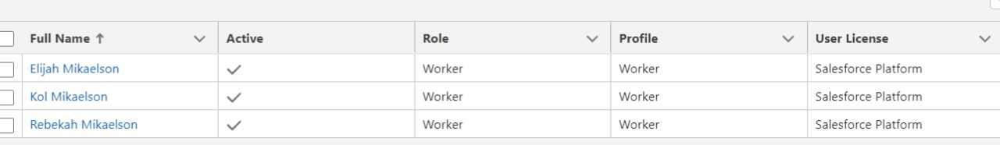 Full Name ↑ Active Role Profile User License
Elijah Mikaelson Worker Worker Salesforce Platform
Kol Mikaelson Worker Worker Salesforce Platform
Rebekah Mikaelson Worker Worker Salesforce Platform